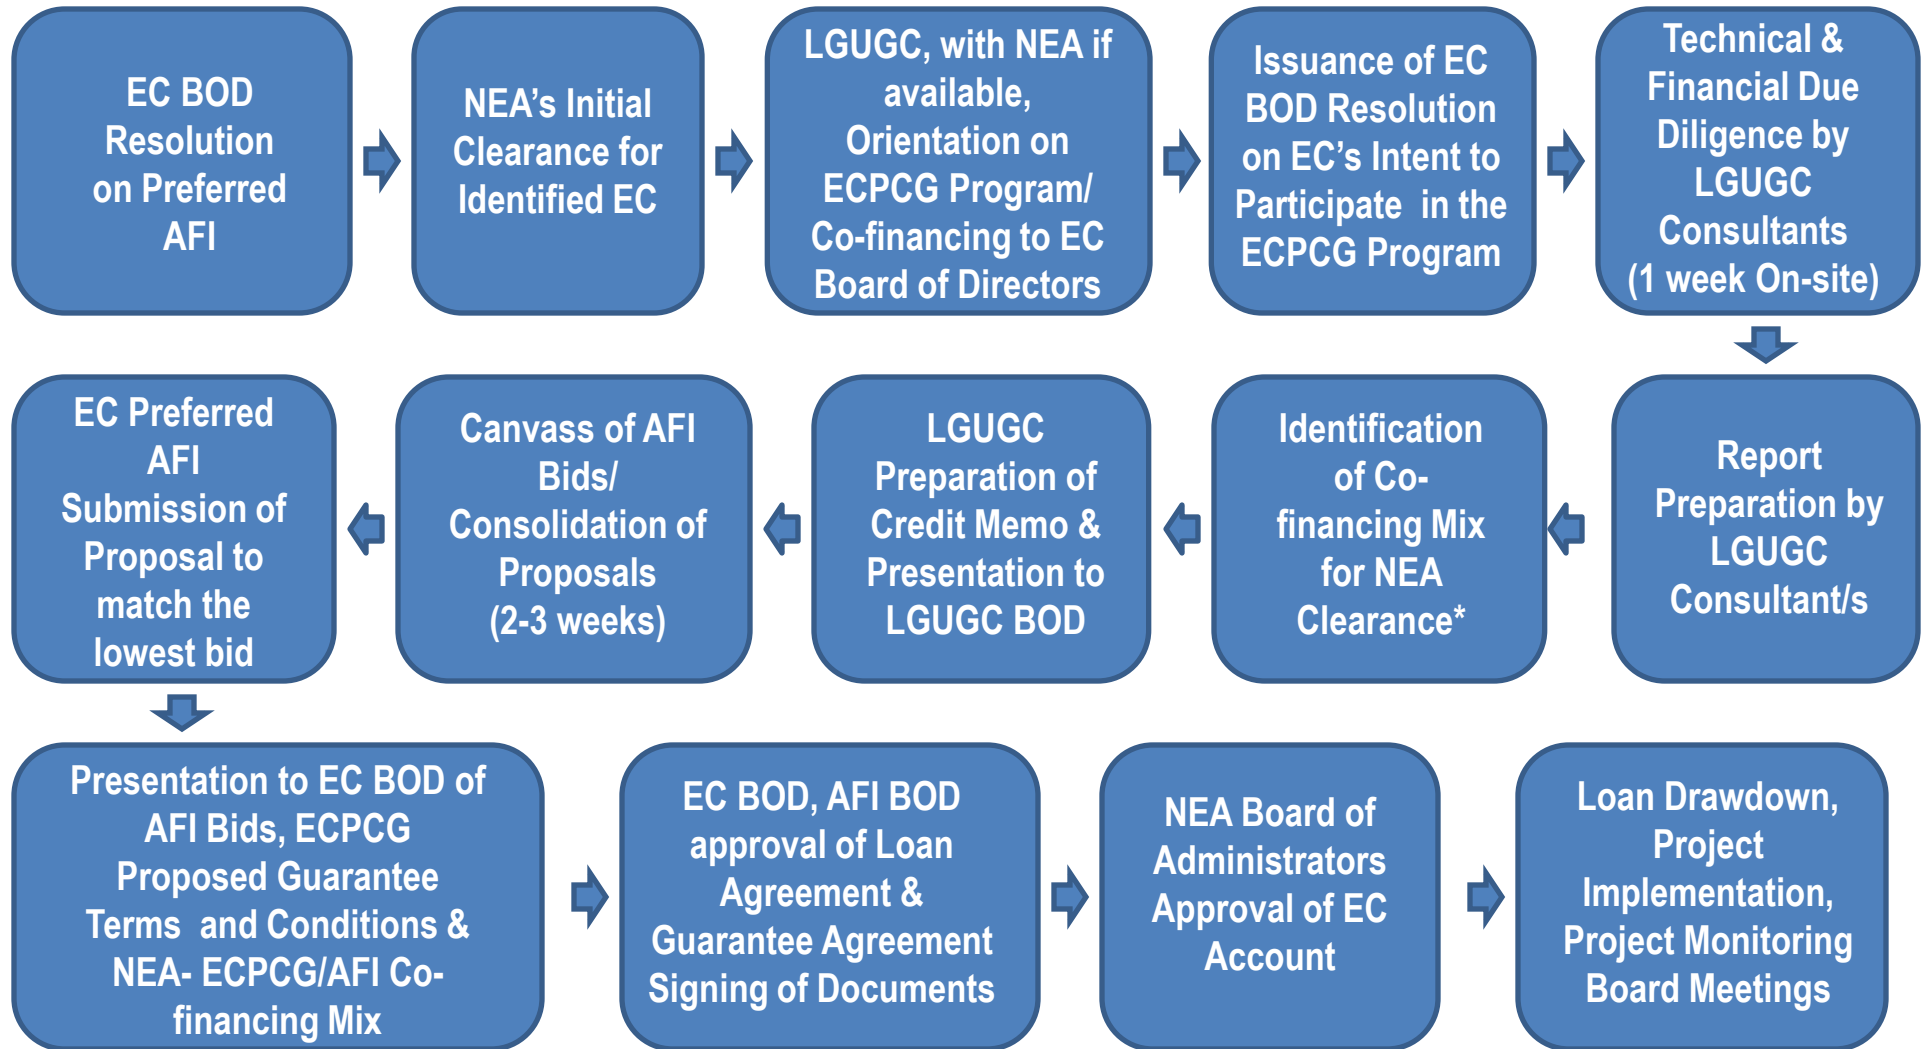 EC BOD
Resolution
on Preferred
AFI
NEA's Initial
Clearance for
Identified EC
LGUGC, with NEA if
available,
Orientation on
ECPCG Program/
Co-financing to EC
Board of Directors
Issuance of EC
BOD Resolution
on EC's Intent to
Participate in the
ECPCG Program
Technical &
Financial Due
Diligence by
LGUGC
Consultants
(1 week On-site)
Report
Preparation by
LGUGC
Consultant/s
Identification
of Co-
financing Mix
for NEA
Clearance*
LGUGC
Preparation of
Credit Memo &
Presentation to
LGUGC BOD
Canvass of AFI
Bids/
Consolidation of
Proposals
(2-3 weeks)
EC Preferred
AFI
Submission of
Proposal to
match the
lowest bid
Presentation to EC BOD of
AFI Bids, ECPCG
Proposed Guarantee
Terms and Conditions &
NEA- ECPCG/AFI Co-
financing Mix
EC BOD, AFI BOD
approval of Loan
Agreement &
Guarantee Agreement
Signing of Documents
NEA Board of
Administrators
Approval of EC
Account
Loan Drawdown,
Project
Implementation,
Project Monitoring
Board Meetings